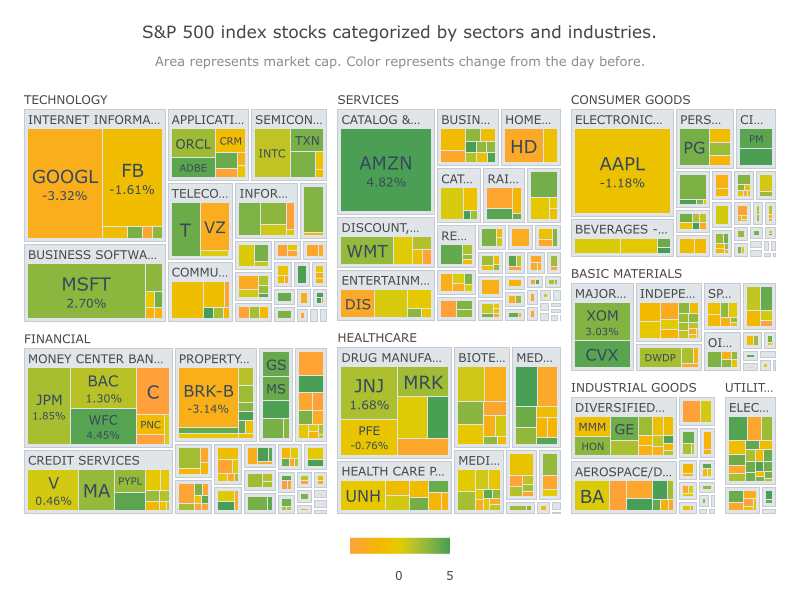 S&P 500 index stocks categorized by sectors and industries.
Area represents market cap. Color represents change from the day before.
TECHNOLOGY
INTERNET INFORMA...
GOOGL
-3.32%
FB
-1.61%
APPLICATI...
ORCL
CRM
ADBE
SEMICON...
INTC
TXN
TELECO...
T
VZ
INFOR...
BUSINESS SOFTWA...
MSFT
2.70%
COMMU...
SERVICES
CATALOG &...
AMZN
4.82%
BUSIN...
HOME...
HD
CAT...
RAI...
DISCOUNT,...
WMT
RE...
ENTERTAINM...
DIS
CONSUMER GOODS
ELECTRONIC...
AAPL
-1.18%
PERS...
PG
CI...
PM
BEVERAGES -...
BASIC MATERIALS
MAJOR...
XOM
3.03%
CVX
INDEPE...
DWDP
SP...
OI...
FINANCIAL
MONEY CENTER BAN...
JPM
1.85%
BAC
1.30%
WFC
4.45%
C
PNC
PROPERTY...
BRK-B
-3.14%
GS
MS
CREDIT SERVICES
V
0.46%
MA
PYPL
HEALTHCARE
DRUG MANUFA...
JNJ
1.68%
PFE
-0.76%
MRK
BIOTE...
MED...
HEALTH CARE P...
UNH
MEDI...
INDUSTRIAL GOODS
DIVERSIFIED...
MMM
GE
HON
AEROSPACE/D...
BA
UTILIT...
ELEC...
0
5